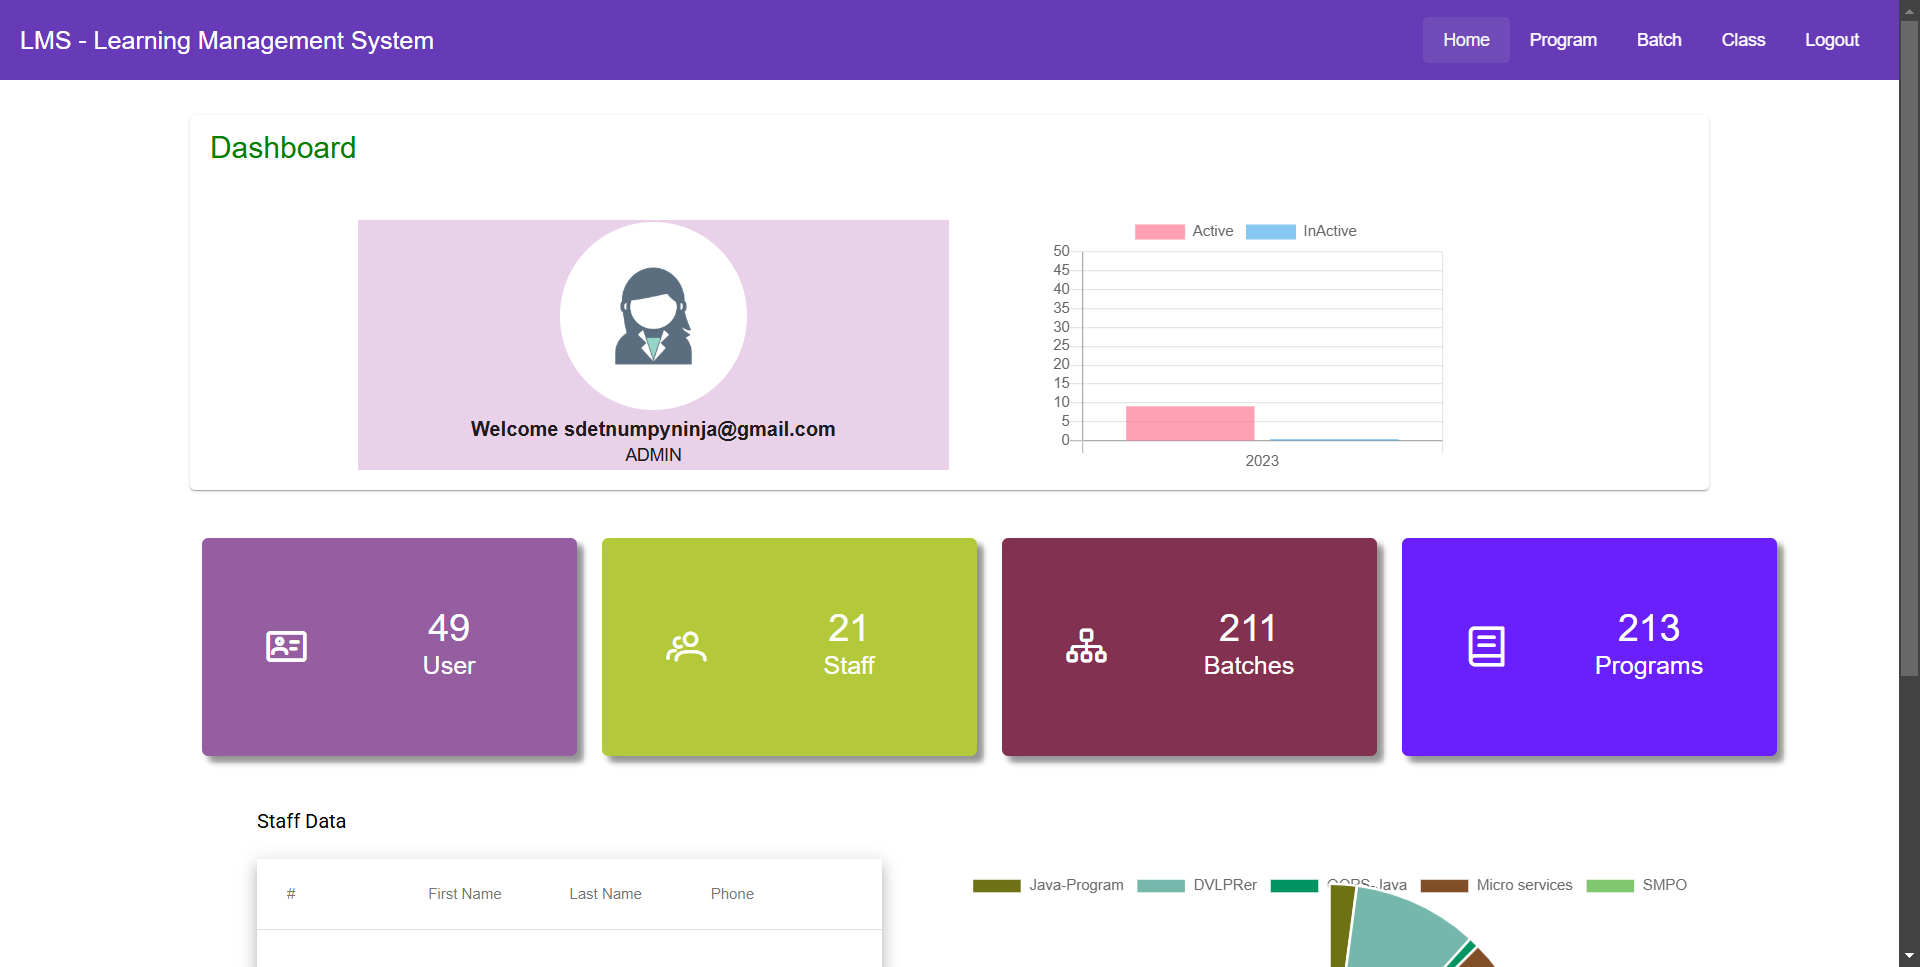 LMS - Learning Management System
Home Program Batch Class Logout
Dashboard
Welcome sdetnumpyninja@gmail.com
ADMIN
Active InActive
50
45
40
35
30
25
20
15
10
5
0
2023
49
User
21
Staff
211
Batches
213
Programs
Staff Data
# First Name Last Name Phone
Java-Program DVLPRer OOPS-Java Micro services SMPO